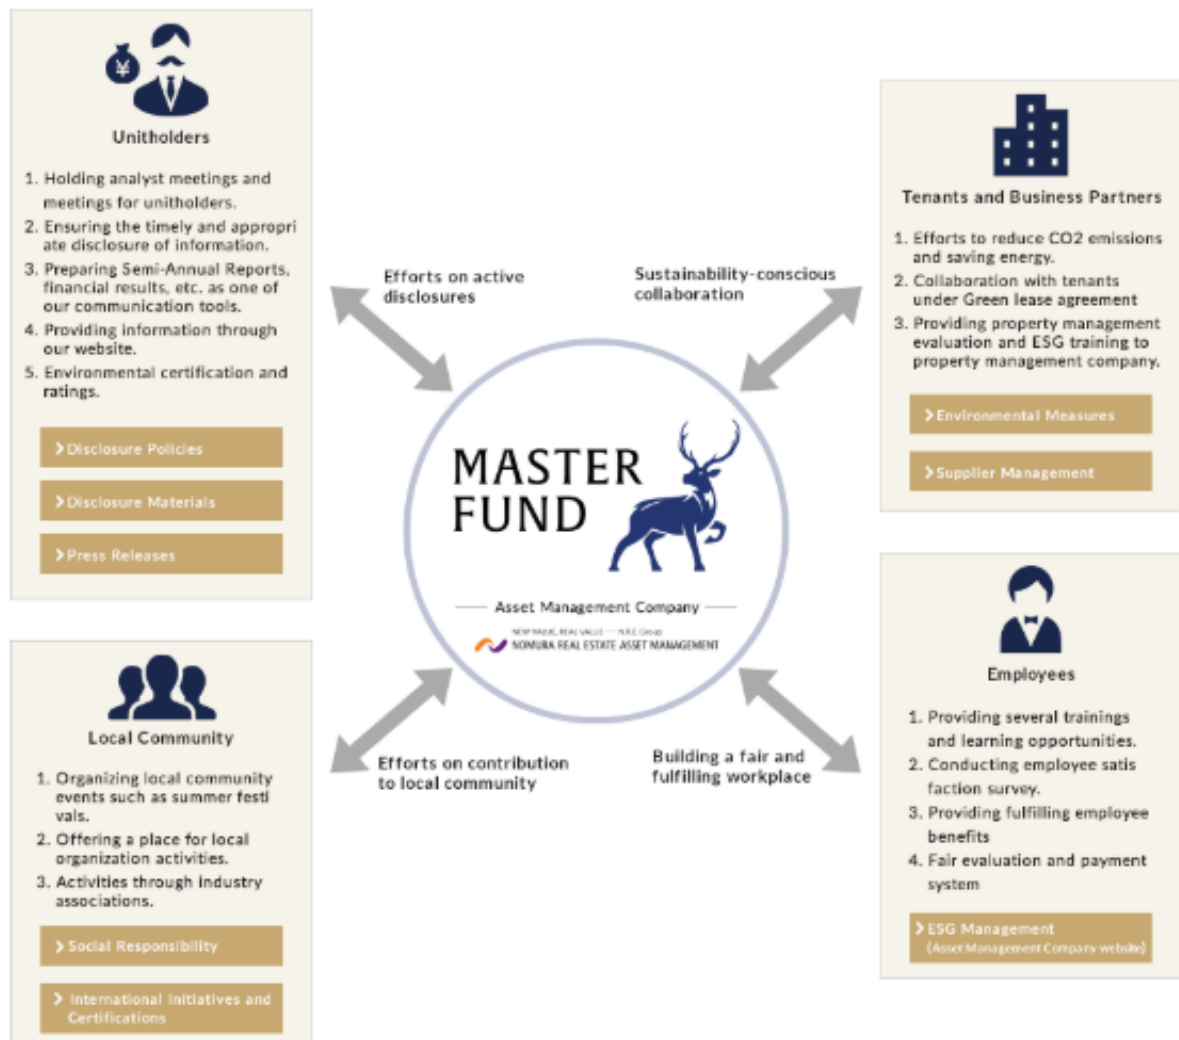 ¥
Unitholders
1. Holding analyst meetings and
meetings for unitholders.
2. Ensuring the timely and appropri
ate disclosure of information.
3. Preparing Semi-Annual Reports,
financial results, etc. as one of
our communication tools.
4. Providing information through
our website.
5. Environmental certification and
ratings.
Disclosure Policies
Disclosure Materials
Press Releases
Efforts on active
disclosures
Sustainability-conscious
collaboration
Tenants and Business Partners
1. Efforts to reduce CO2 emissions
and saving energy.
2. Collaboration with tenants
under Green lease agreement
3. Providing property management
evaluation and ESG training to
property management company.
Environmental Measures
Supplier Management
MASTER
FUND
Asset Management Company
NEW VALUE, REAL VALUE N.R.E. Group
NOMURA REAL ESTATE ASSET MANAGEMENT
Local Community
1. Organizing local community
events such as summer festi
vals.
2. Offering a place for local
organization activities.
3. Activities through industry
associations.
Social Responsibility
International Initiatives and
Certifications
Efforts on contribution
to local community
Building a fair and
fulfilling workplace
Employees
1. Providing several trainings
and learning opportunities.
2. Conducting employee satis
faction survey.
3. Providing fulfilling employee
benefits
4. Fair evaluation and payment
system
ESG Management
(Asset Management Company website)